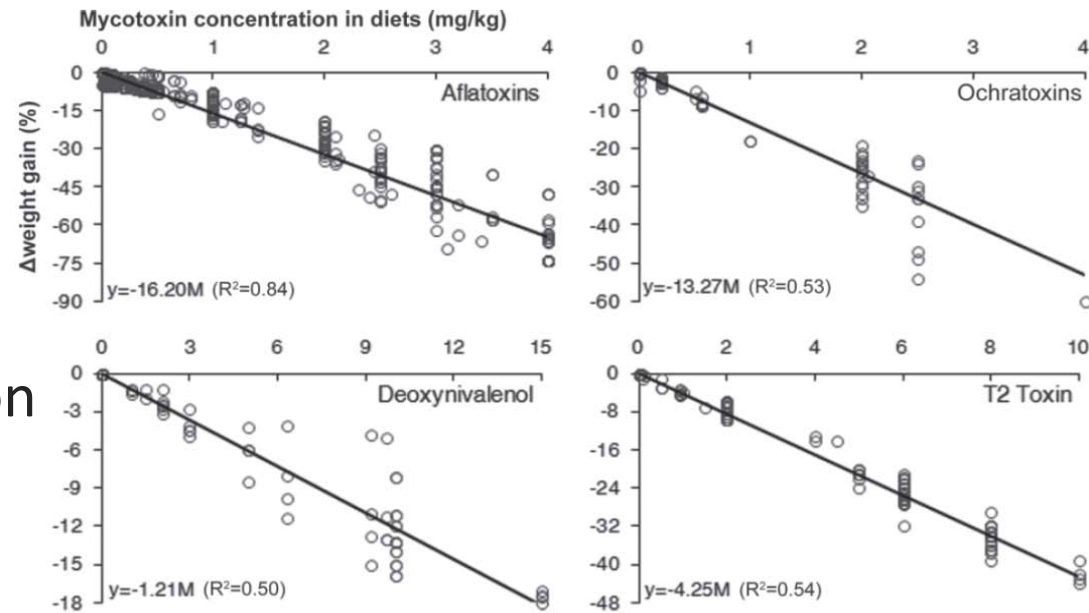 Mycotoxin concentration in diets (mg/kg)
0 1 2 3 4
0 1 2 3 4
Δweight gain (%)
0
-15
-30
-45
-60
-75
-90
Aflatoxins
y=-16.20M (R²=0.84)
0
-10
-20
-30
-40
-50
-60
Ochratoxins
y=-13.27M (R²=0.53)
on
0 3 6 9 12 15
0
-3
-6
-9
-12
-15
-18
Deoxynivalenol
y=-1.21M (R²=0.50)
0 2 4 6 8 10
0
-8
-16
-24
-32
-40
-48
T2 Toxin
y=-4.25M (R²=0.54)